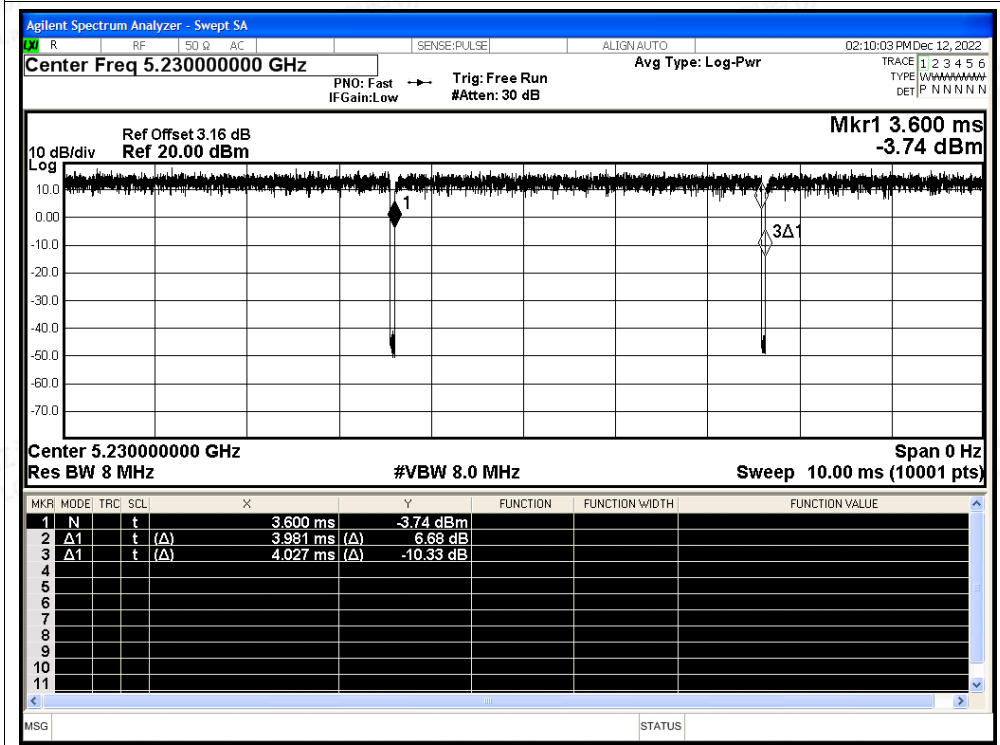 Agilent Spectrum Analyzer - Swept SA
LXI R RF 50 Ω AC SENSE:PULSE ALIGN AUTO 02:10:03 PM Dec 12, 2022
Center Freq 5.230000000 GHz Avg Type: Log-Pwr TRACE 1 2 3 4 5 6
PNO: Fast Trig: Free Run TYPE W
IFGain:Low #Atten: 30 dB DET P N N N N N
Mkr1 3.600 ms
Ref Offset 3.16 dB
10 dB/div Ref 20.00 dBm -3.74 dBm
Log
10.0
1
0.00
3Δ1
-10.0
-20.0
-30.0
-40.0
-50.0
-60.0
-70.0
Center 5.230000000 GHz Span 0 Hz
Res BW 8 MHz #VBW 8.0 MHz Sweep 10.00 ms (10001 pts)
MKR MODE TRC SCL X Y FUNCTION FUNCTION WIDTH FUNCTION VALUE
1 N t 3.600 ms -3.74 dBm
2 Δ1 t (Δ) 3.981 ms (Δ) 6.68 dB
3 Δ1 t (Δ) 4.027 ms (Δ) -10.33 dB
4
5
6
7
8
9
10
11
MSG STATUS